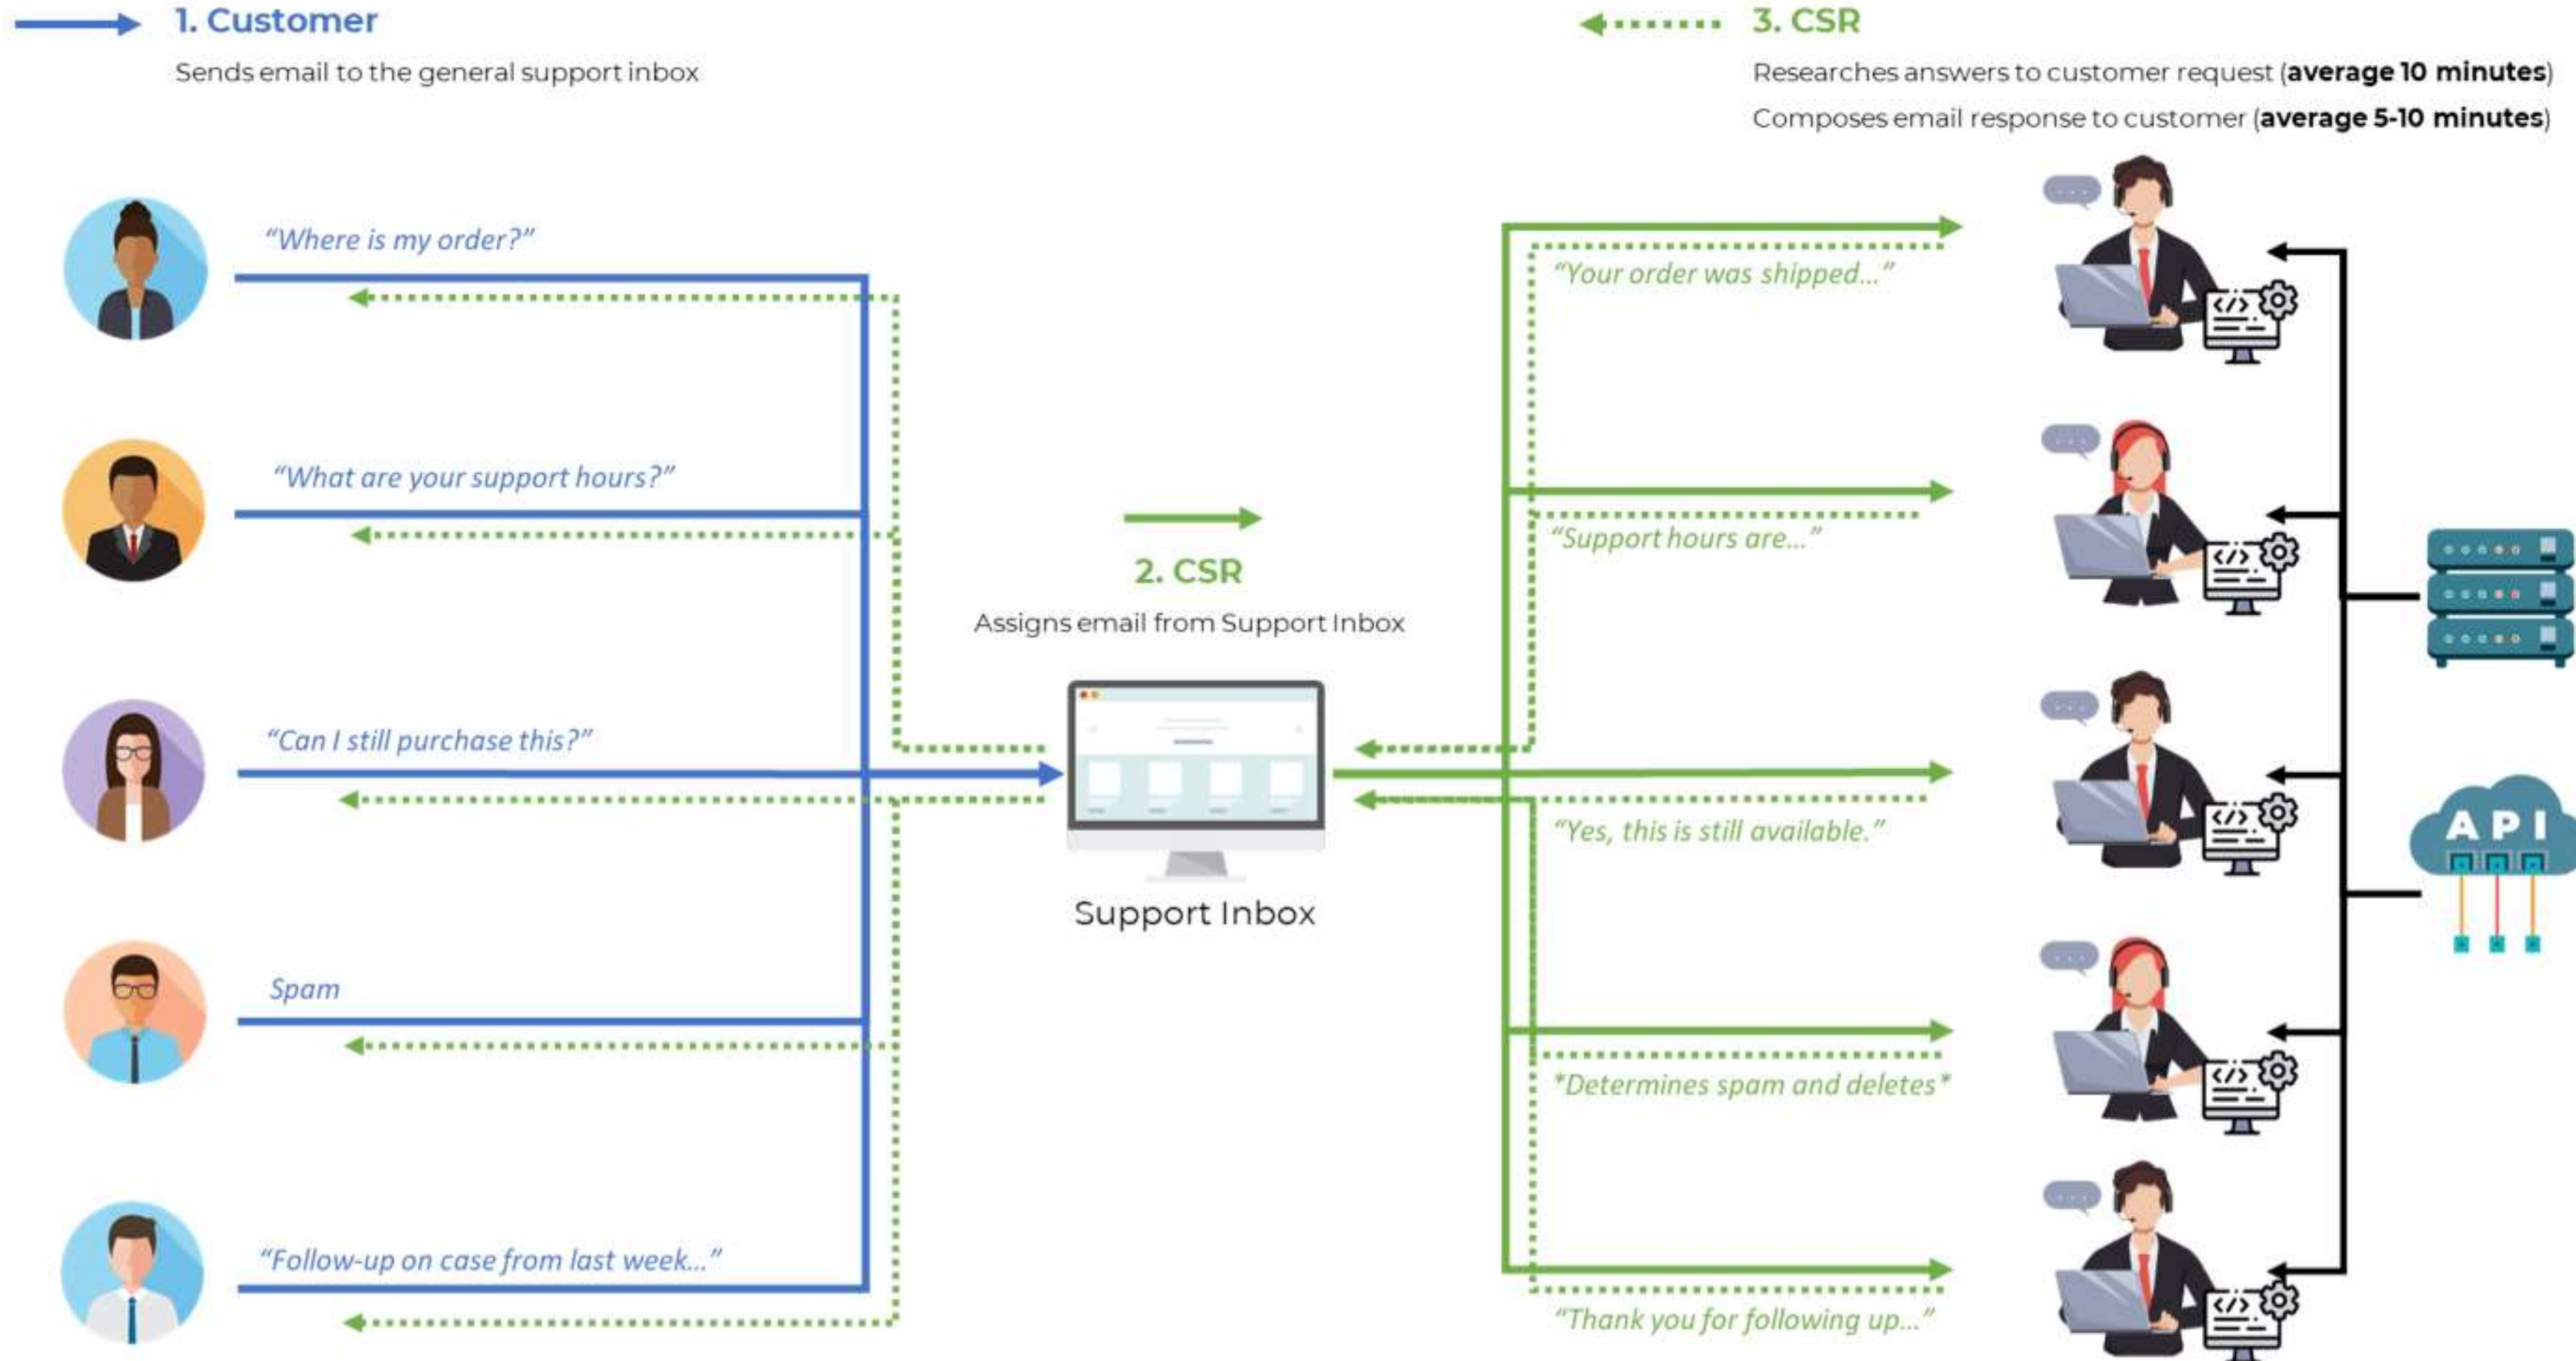 1. Customer
Sends email to the general support inbox
3. CSR
Researches answers to customer request (average 10 minutes)
Composes email response to customer (average 5-10 minutes)
“Where is my order?”
“Your order was shipped...”
“What are your support hours?”
“Support hours are...”
2. CSR
Assigns email from Support Inbox
“Can I still purchase this?”
“Yes, this is still available.”
API
Support Inbox
Spam
*Determines spam and deletes*
“Follow-up on case from last week...”
“Thank you for following up...”